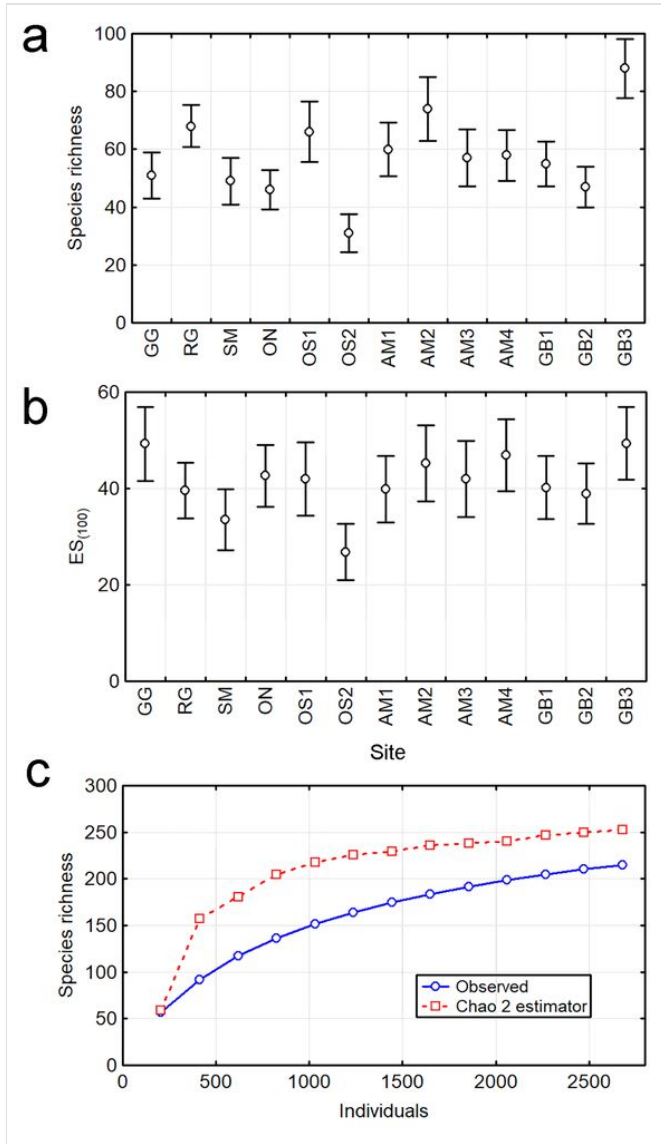 a
Species richness
100
80
60
40
20
0
GG RG SM ON OS1 OS2 AM1 AM2 AM3 AM4 GB1 GB2 GB3
b
ES(100)
60
40
20
0
GG RG SM ON OS1 OS2 AM1 AM2 AM3 AM4 GB1 GB2 GB3
Site
c
Species richness
300
250
200
150
100
50
0
Observed
Chao 2 estimator
0 500 1000 1500 2000 2500
Individuals